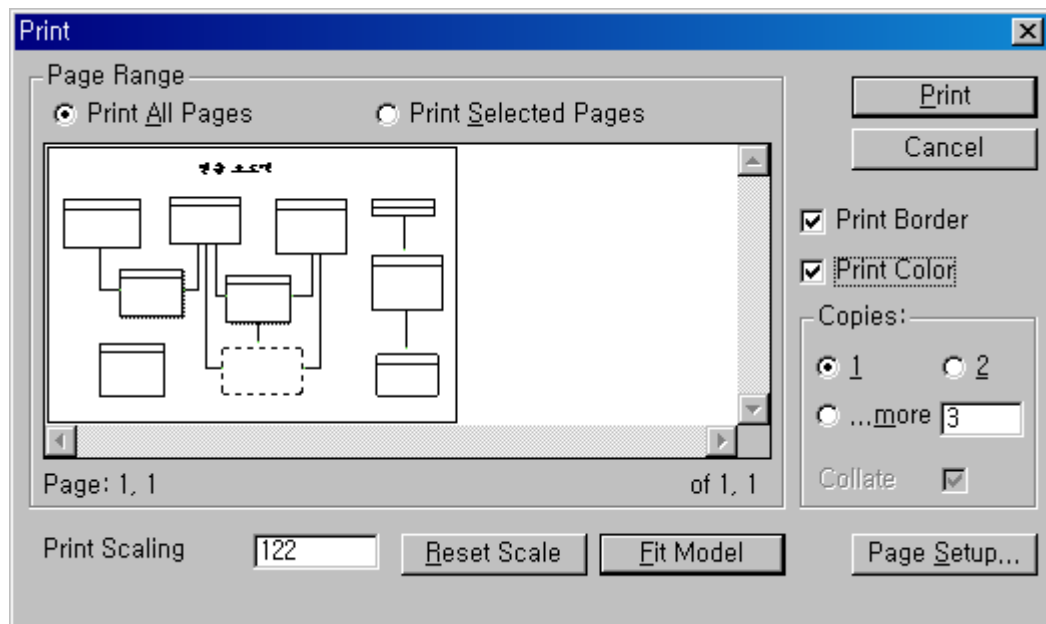 Print
Page Range
Print All Pages
Print Selected Pages
Print
Cancel
Print Border
Print Color
Copies:
1
2
...more 3
Collate
Page: 1, 1
of 1, 1
Print Scaling 122
Reset Scale
Fit Model
Page Setup...